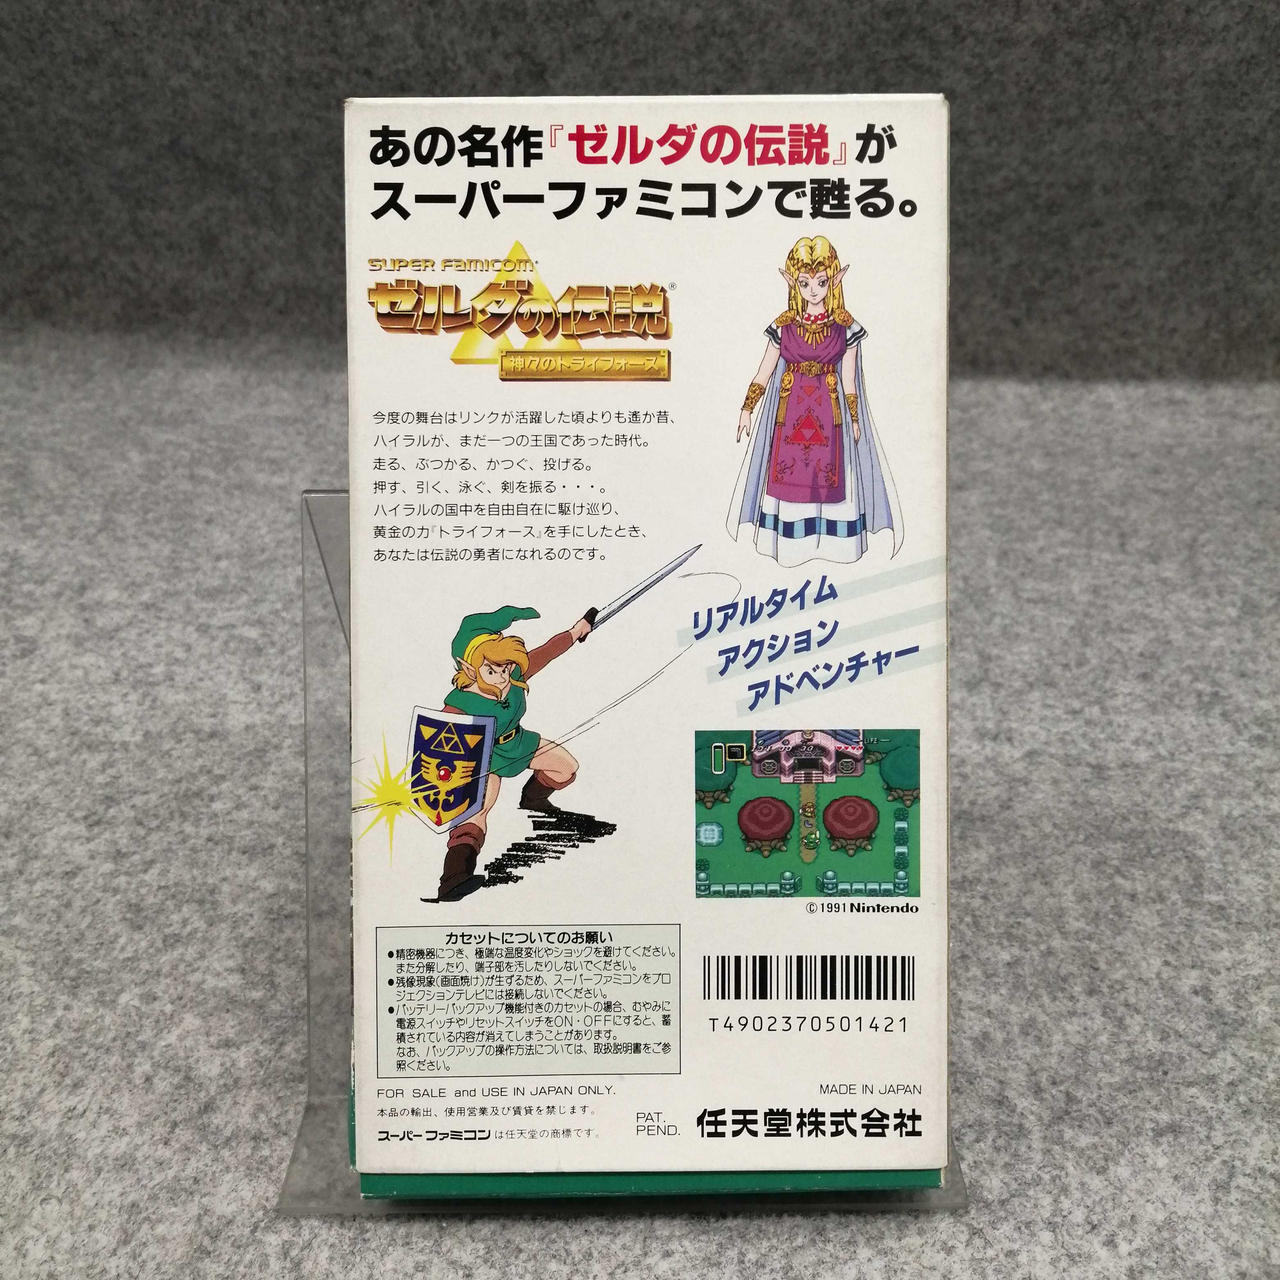 あの名作『ゼルダの伝説』が
スーパーファミコンで甦る。
SUPER FAMICOM
ゼルダの伝説®
神々のトライフォース
今度の舞台はリンクが活躍した頃よりも遙か昔、
ハイラルが、まだ一つの王国であった時代。
走る、ぶつかる、かつぐ、投げる。
押す、引く、泳ぐ、剣を振る・・・。
ハイラルの国中を自由自在に駆け巡り、
黄金の力『トライフォース』を手にしたとき、
あなたは伝説の勇者になれるのです。
リアルタイム
アクション
アドベンチャー
LIFE
©1991 Nintendo
カセットについてのお願い
●精密機器につき、極端な温度変化やショックを避けてください。
また分解したり、端子部を汚したりしないでください。
●残像現象(画面焼け)が生ずるため、スーパーファミコンをプロ
ジェクションテレビには接続しないでください。
●バッテリーバックアップ機能付きのカセットの場合、むやみに
電源スイッチやリセットスイッチをON・OFFにすると、蓄
積されている内容が消えてしまうことがあります。
なお、バックアップの操作方法については、取扱説明書をご参
照ください。
T4902370501421
FOR SALE and USE IN JAPAN ONLY.
本品の輸出、使用営業及び賃貸を禁じます。
スーパーファミコンは任天堂の商標です。
PAT.
PEND.
MADE IN JAPAN
任天堂株式会社